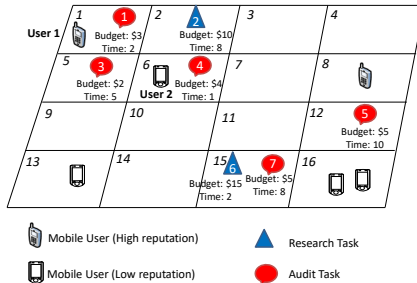 1 1 2 2 3 4
User 1 Budget: $3 Budget: $10
Time: 2 Time: 8
5 3 6 4 7 8
Budget: $2 Budget: $4
Time: 5 User 2 Time: 1
9 10 11 12 5
Budget: $5
Time: 10
13 14 15 6 7 16
Budget: $15 Budget: $5
Time: 2 Time: 8
Mobile User (High reputation) Research Task
Mobile User (Low reputation) Audit Task